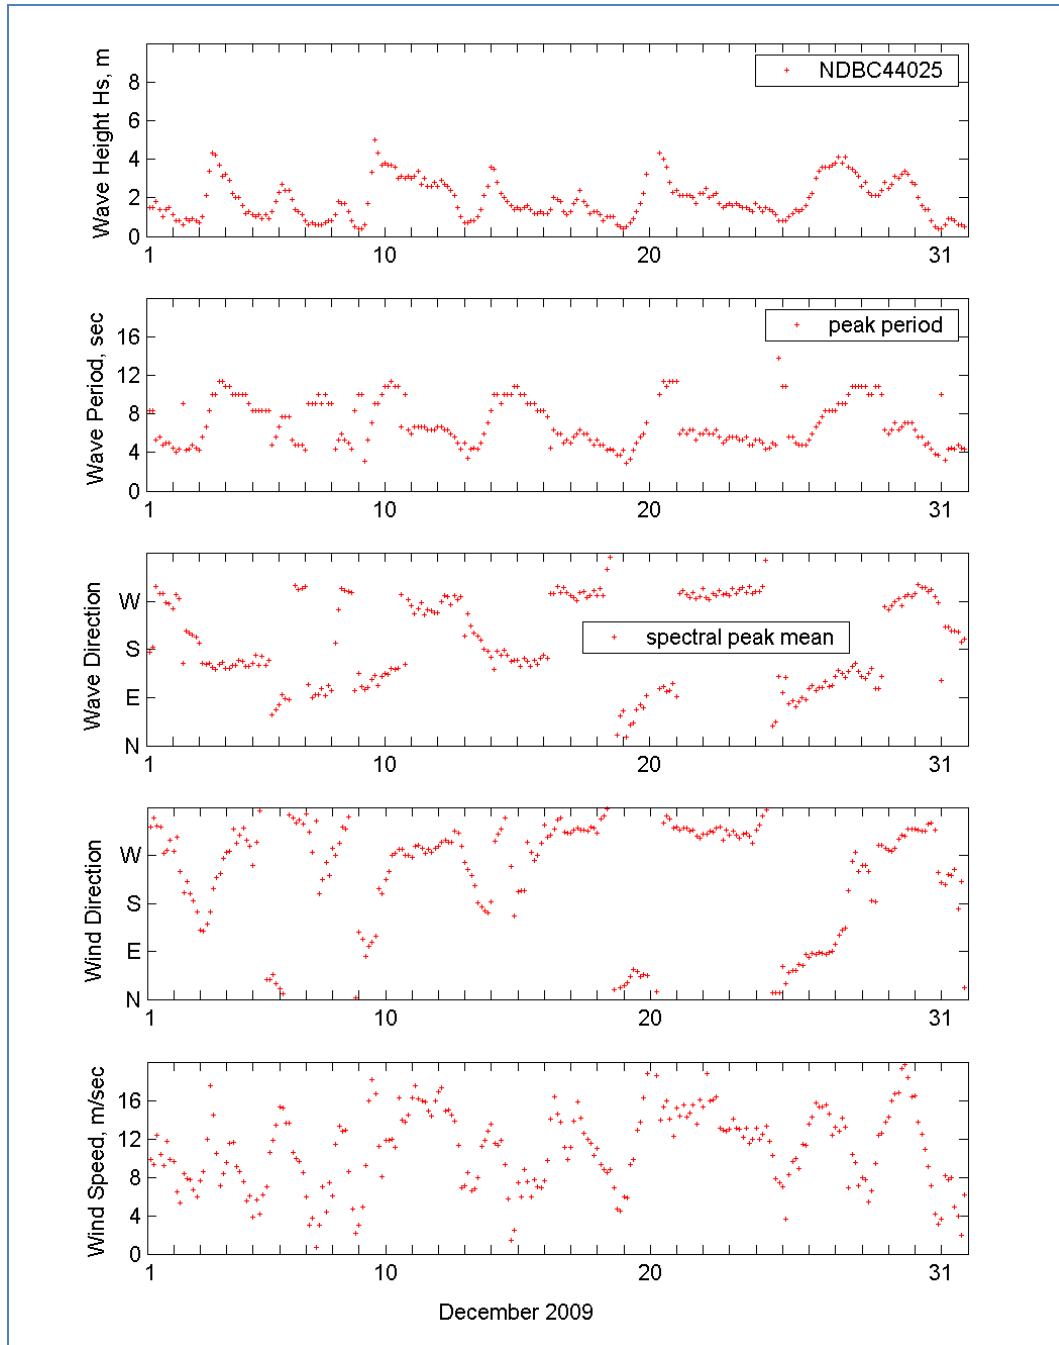 Wave Height Hs, m
8
6
4
2
0
NDBC44025
1 10 20 31
Wave Period, sec
16
12
8
4
0
peak period
1 10 20 31
Wave Direction
W
S
E
N
spectral peak mean
1 10 20 31
Wind Direction
W
S
E
N
1 10 20 31
Wind Speed, m/sec
16
12
8
4
0
1 10 20 31
December 2009